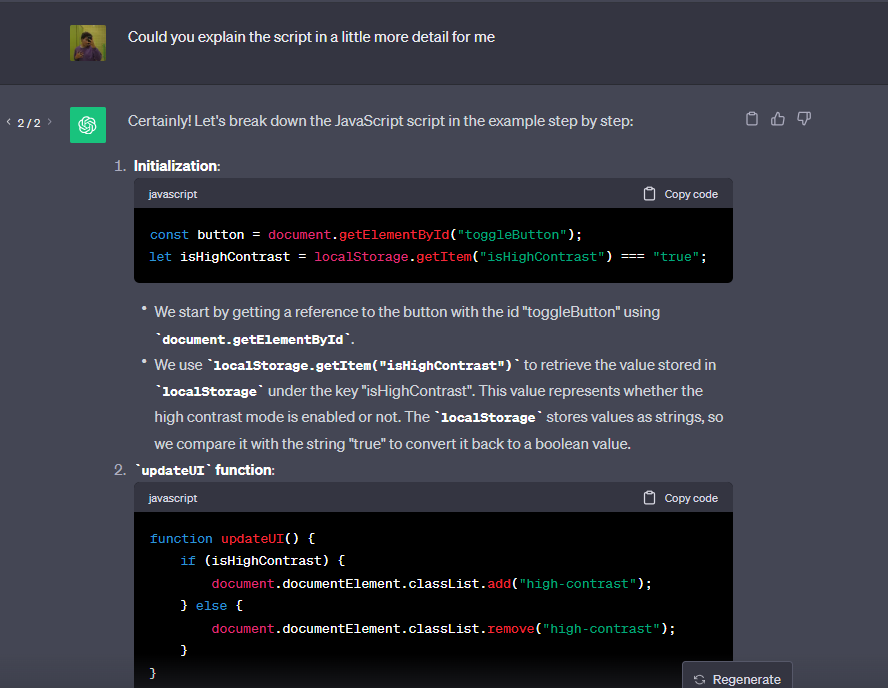 Could you explain the script in a little more detail for me
2 / 2
Certainly! Let's break down the JavaScript script in the example step by step:
1. Initialization:
javascript
Copy code
const button = document.getElementById("toggleButton");
let isHighContrast = localStorage.getItem("isHighContrast") === "true";
• We start by getting a reference to the button with the id "toggleButton" using
`document.getElementById`.
• We use `localStorage.getItem("isHighContrast")` to retrieve the value stored in
`localStorage` under the key "isHighContrast". This value represents whether the
high contrast mode is enabled or not. The `localStorage` stores values as strings, so
we compare it with the string "true" to convert it back to a boolean value.
2. `updateUI` function:
javascript
Copy code
function updateUI() {
if (isHighContrast) {
document.documentElement.classList.add("high-contrast");
} else {
document.documentElement.classList.remove("high-contrast");
}
}
Regenerate